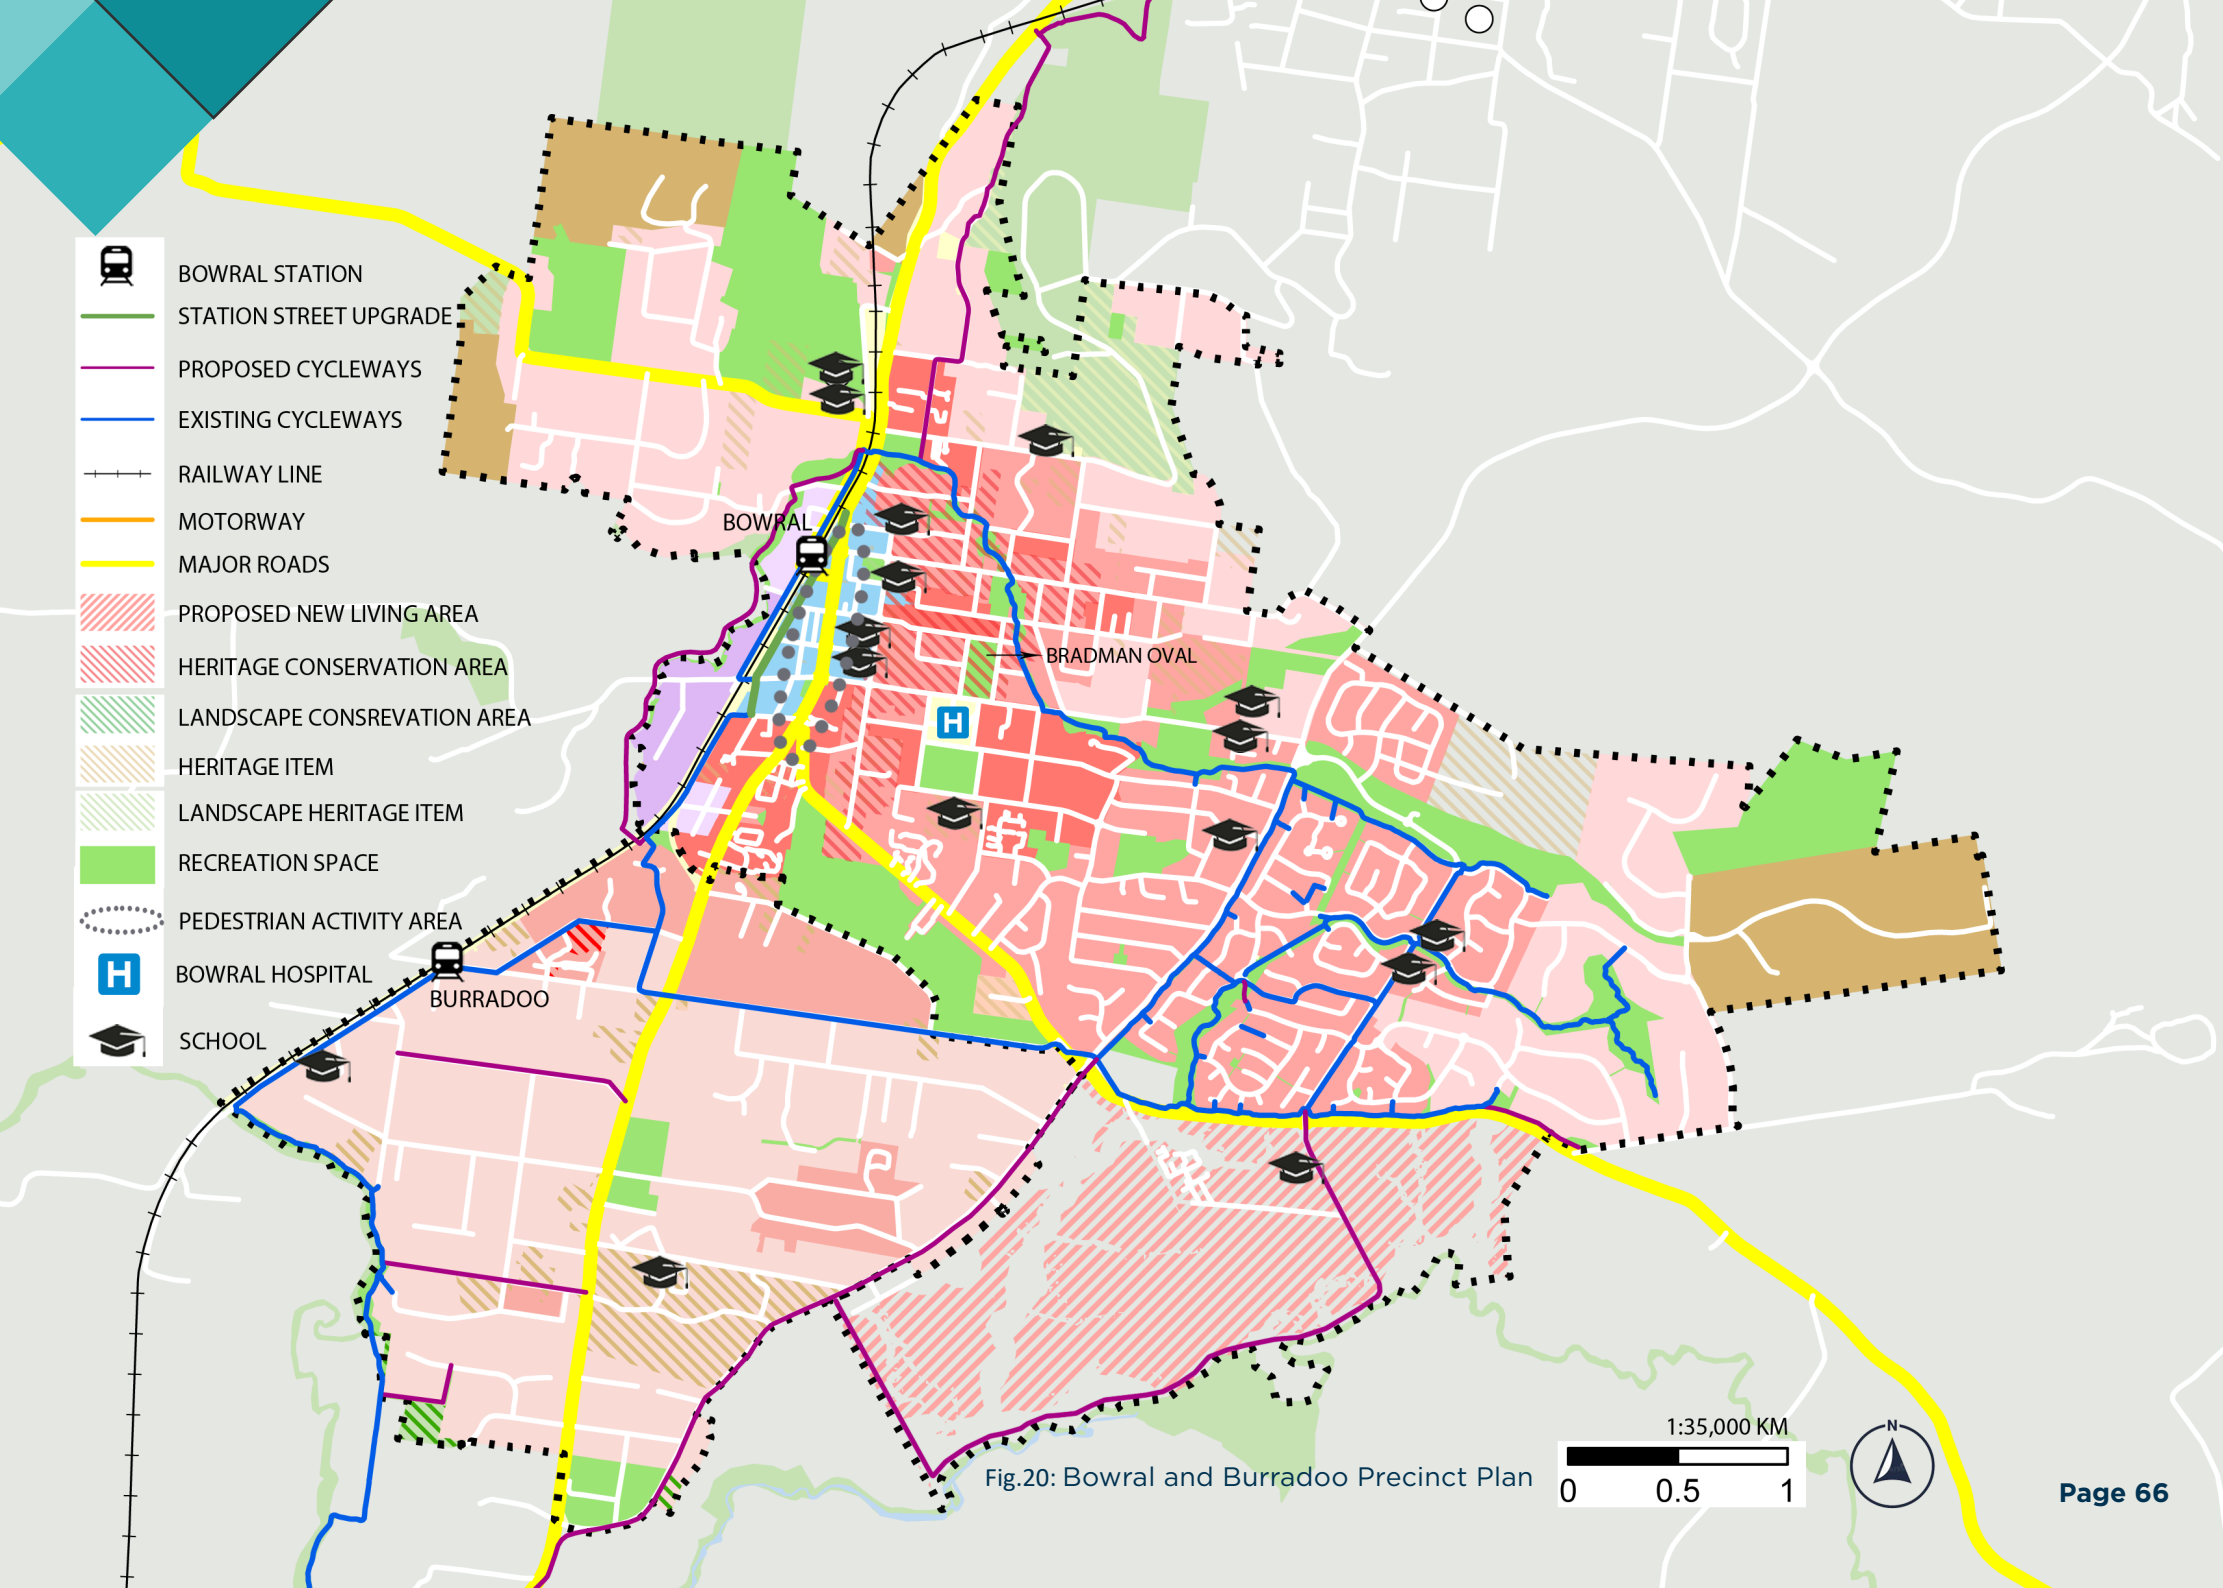 BOWRAL STATION
STATION STREET UPGRADE
PROPOSED CYCLEWAYS
EXISTING CYCLEWAYS
RAILWAY LINE
MOTORWAY
MAJOR ROADS
PROPOSED NEW LIVING AREA
HERITAGE CONSERVATION AREA
LANDSCAPE CONSREVATION AREA
HERITAGE ITEM
LANDSCAPE HERITAGE ITEM
RECREATION SPACE
PEDESTRIAN ACTIVITY AREA
H BOWRAL HOSPITAL
SCHOOL
BOWRAL
BRADMAN OVAL
H
BURRADOO
Fig.20: Bowral and Burradoo Precinct Plan
1:35,000 KM
0 0.5 1
N
Page 66